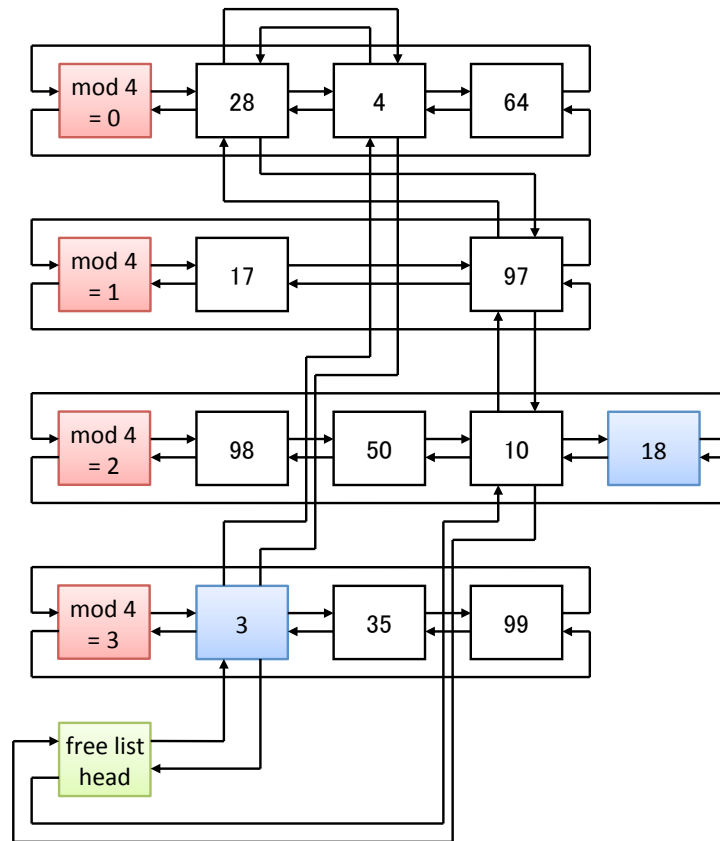 mod 4
= 0
28
4
64
mod 4
= 1
17
97
mod 4
= 2
98
50
10
18
mod 4
= 3
3
35
99
free list
head